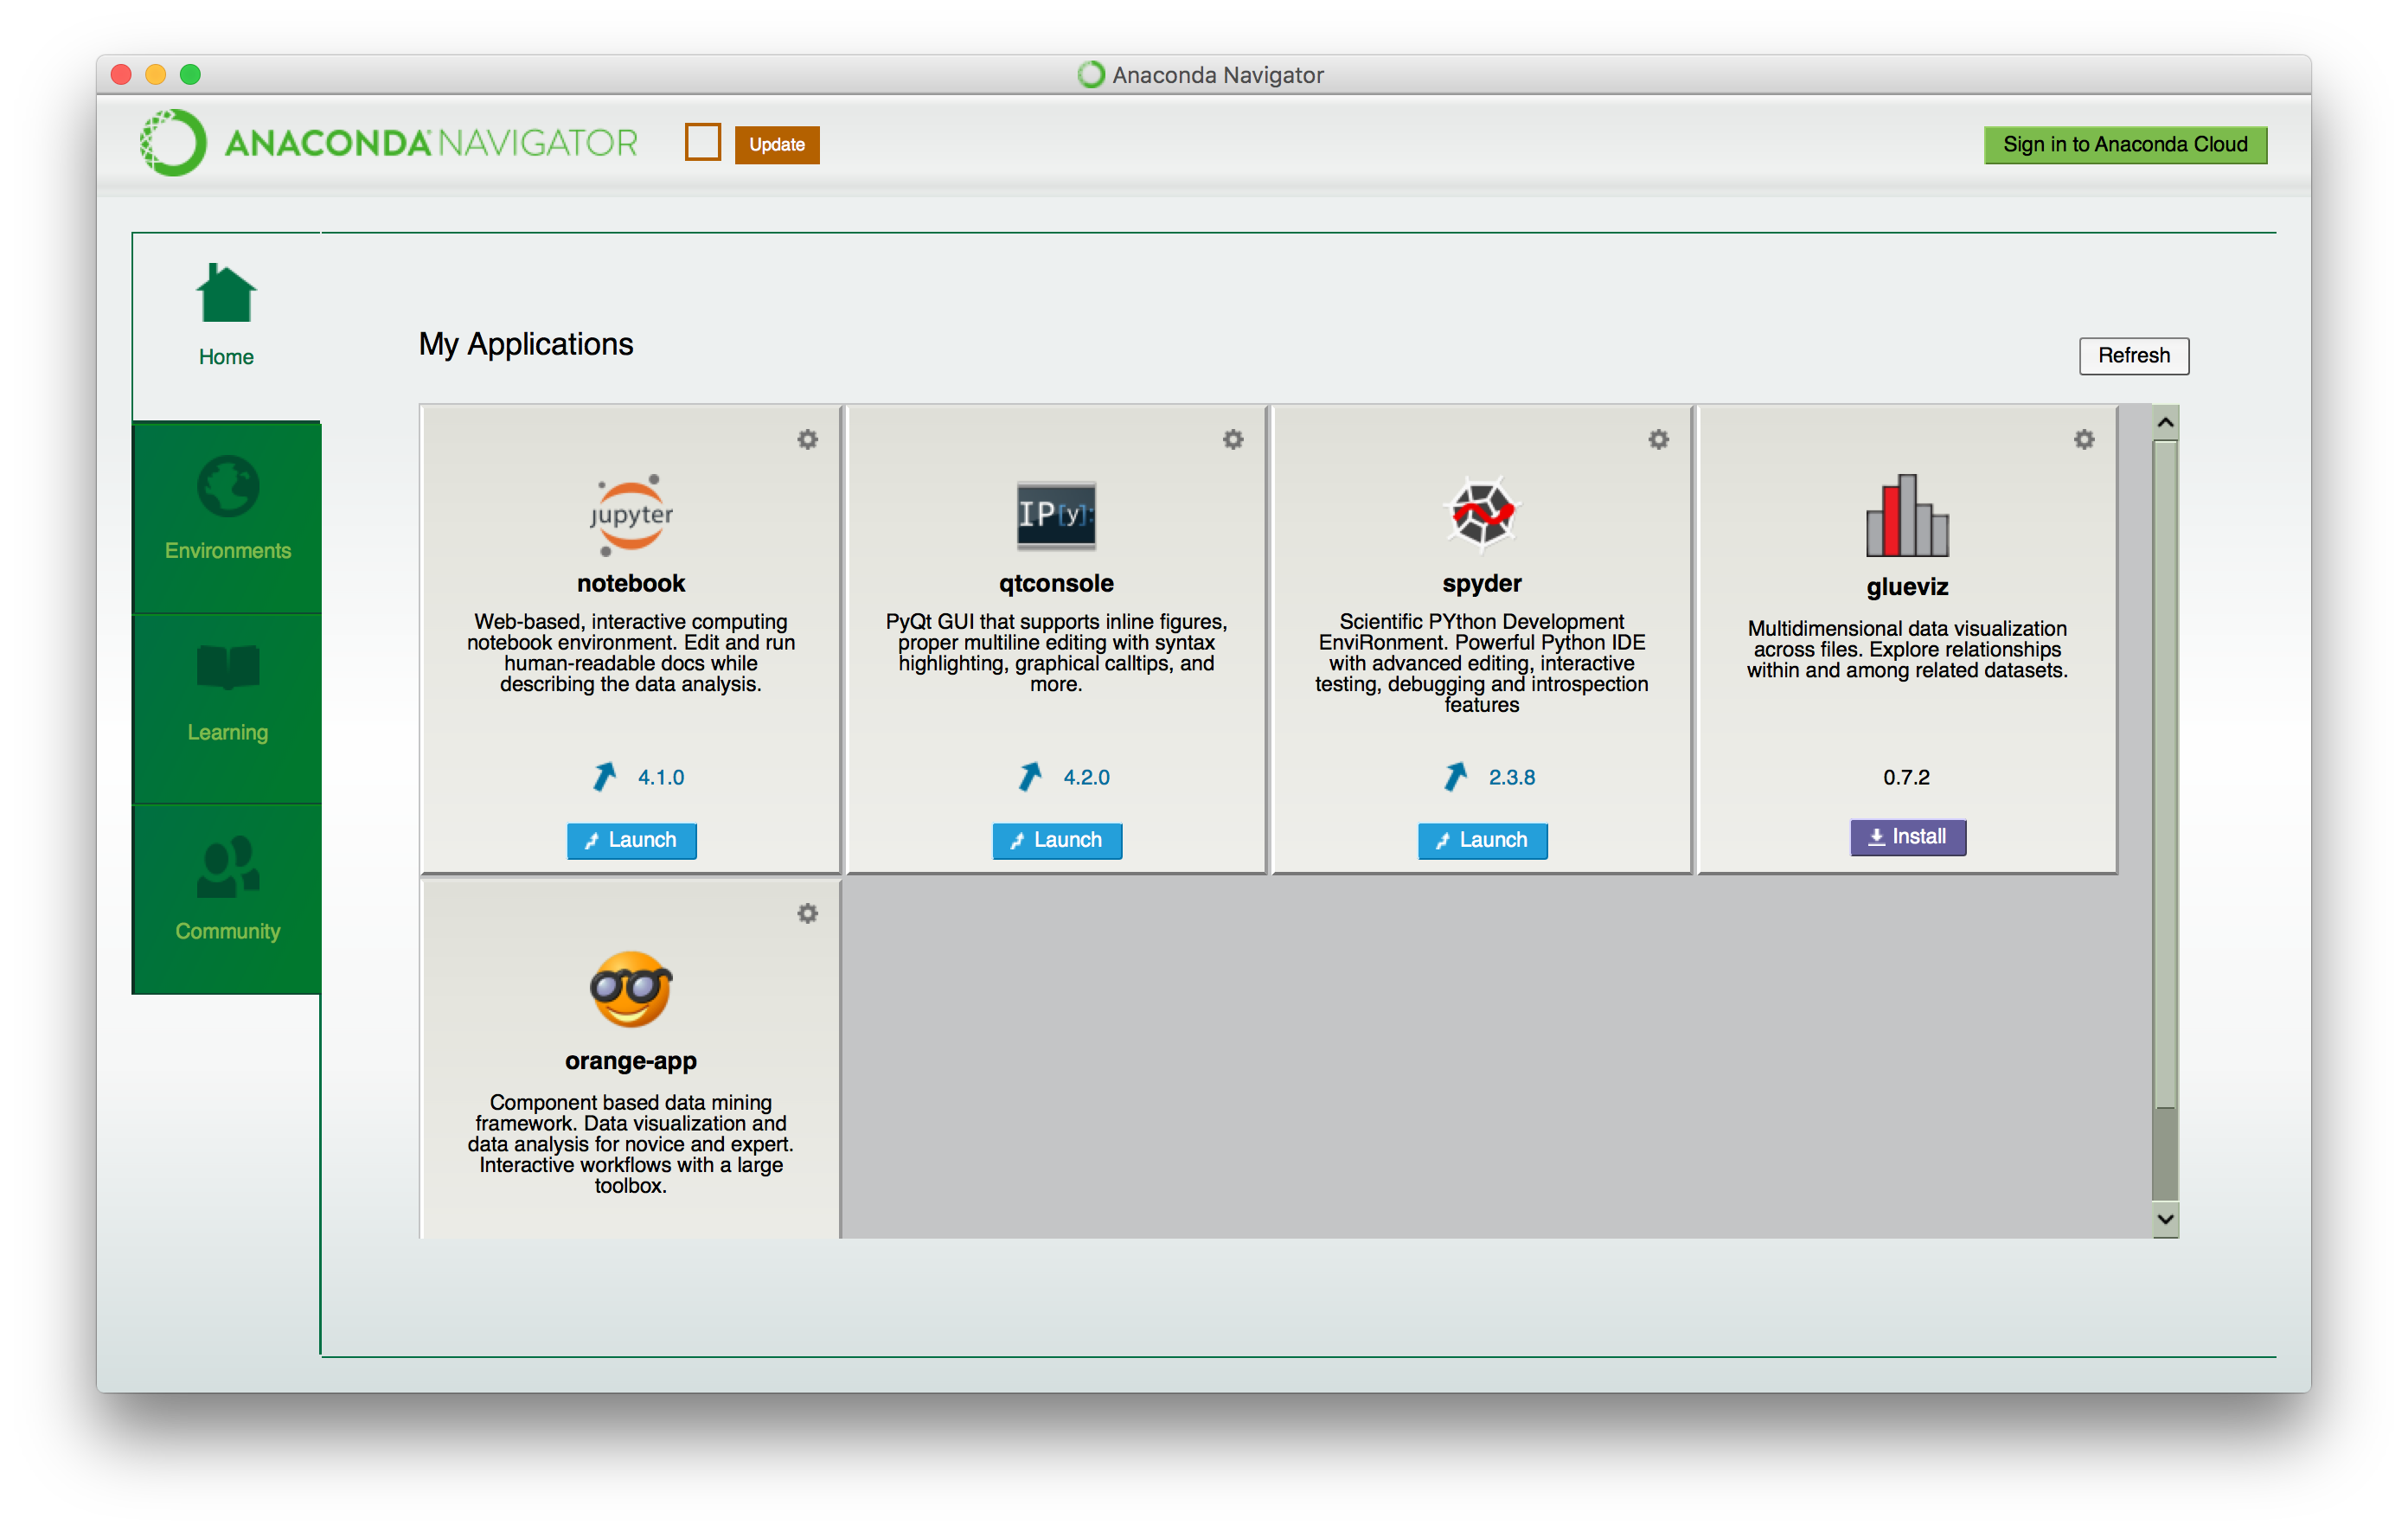 Anaconda Navigator
ANACONDA NAVIGATOR
Update
Sign in to Anaconda Cloud
Home
Environments
Learning
Community
My Applications
Refresh
jupyter
notebook
Web-based, interactive computing
notebook environment. Edit and run
human-readable docs while
describing the data analysis.
4.1.0
Launch
IP[y]:
qtconsole
PyQt GUI that supports inline figures,
proper multiline editing with syntax
highlighting, graphical calltips, and
more.
4.2.0
Launch
spyder
Scientific PYthon Development
EnviRonment. Powerful Python IDE
with advanced editing, interactive
testing, debugging and introspection
features
2.3.8
Launch
glueviz
Multidimensional data visualization
across files. Explore relationships
within and among related datasets.
0.7.2
Install
orange-app
Component based data mining
framework. Data visualization and
data analysis for novice and expert.
Interactive workflows with a large
toolbox.